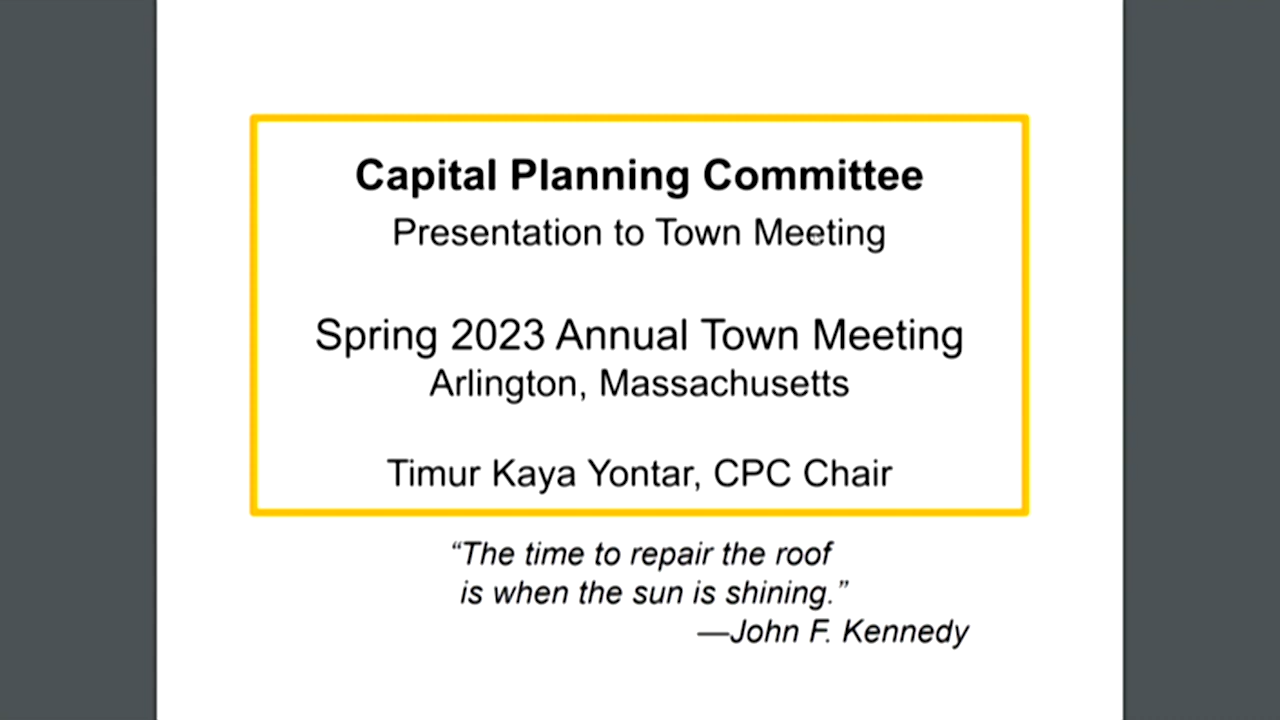 Capital Planning Committee
Presentation to Town Meeting
Spring 2023 Annual Town Meeting
Arlington, Massachusetts
Timur Kaya Yontar, CPC Chair
“The time to repair the roof
is when the sun is shining.”
—John F. Kennedy